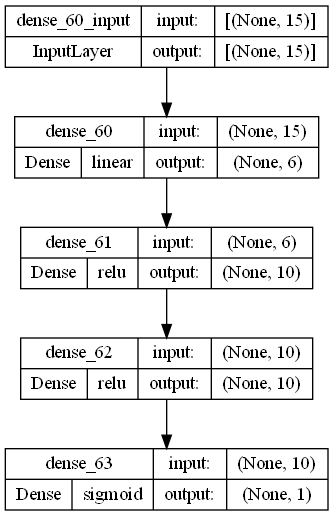 dense_60_input input: [(None, 15)]
InputLayer output: [(None, 15)]
dense_60 input: (None, 15)
Dense linear output: (None, 6)
dense_61 input: (None, 6)
Dense relu output: (None, 10)
dense_62 input: (None, 10)
Dense relu output: (None, 10)
dense_63 input: (None, 10)
Dense sigmoid output: (None, 1)